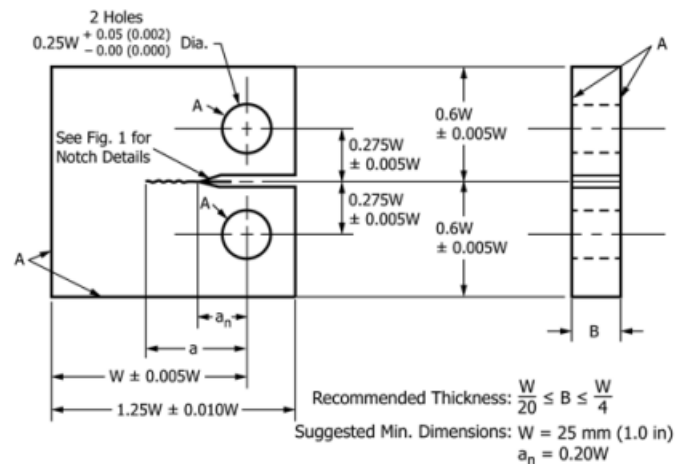 2 Holes
0.25W + 0.05 (0.002) Dia.
− 0.00 (0.000)
A
A
See Fig. 1 for
Notch Details
0.275W
± 0.005W
0.6W
± 0.005W
A
0.275W
± 0.005W
0.6W
± 0.005W
A
aₙ
a
B
W ± 0.005W
1.25W ± 0.010W
Recommended Thickness: W/20 ≤ B ≤ W/4
Suggested Min. Dimensions: W = 25 mm (1.0 in)
aₙ = 0.20W